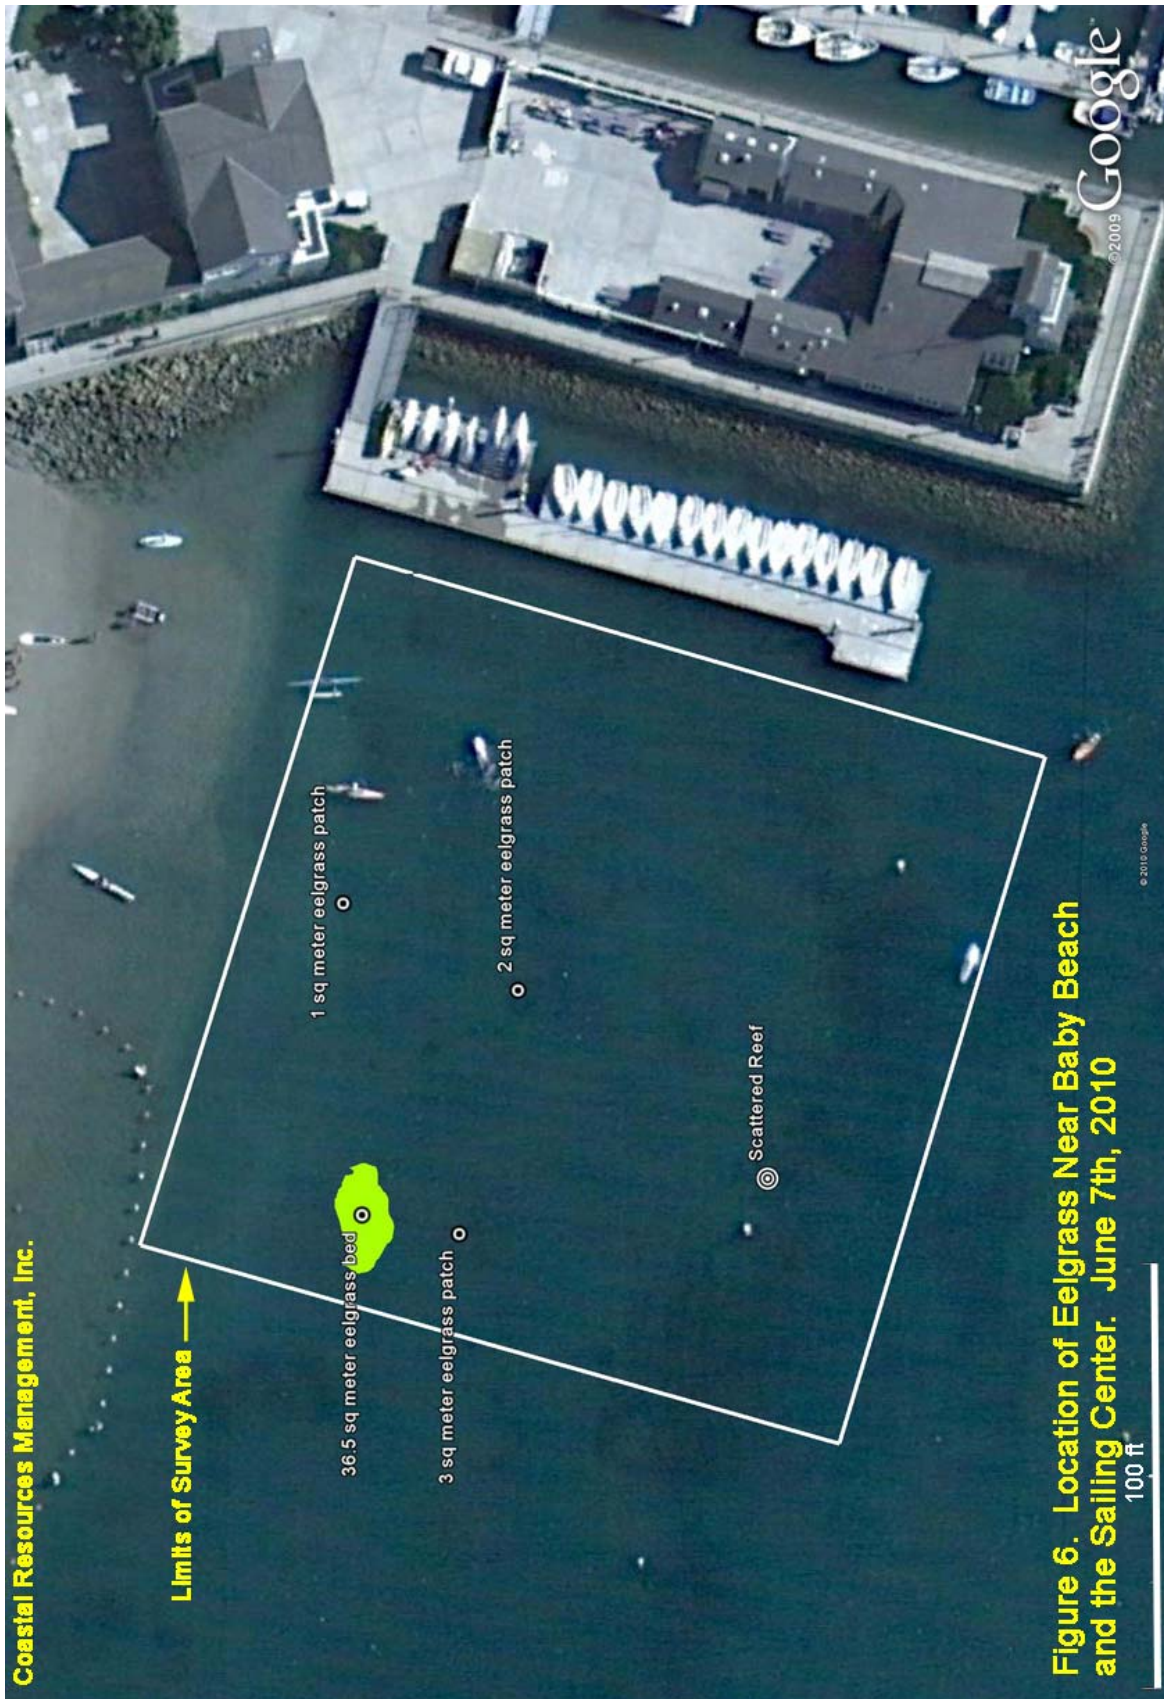 Coastal Resources Management, Inc.
Limits of Survey Area
36.5 sq meter eelgrass bed
3 sq meter eelgrass patch
1 sq meter eelgrass patch
2 sq meter eelgrass patch
Scattered Reef
Figure 6. Location of Eelgrass Near Baby Beach
and the Sailing Center. June 7th, 2010
100 ft
© 2010 Google
©2009 Google